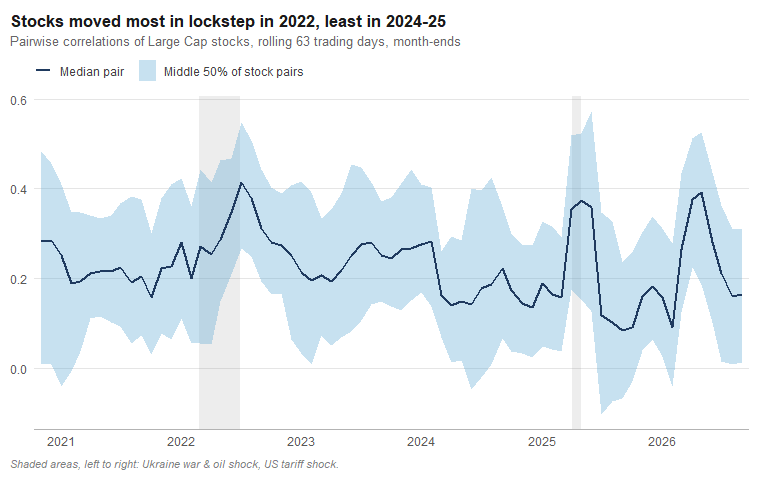 Stocks moved most in lockstep in 2022, least in 2024-25
Pairwise correlations of Large Cap stocks, rolling 63 trading days, month-ends
Median pair
Middle 50% of stock pairs
0.6
0.4
0.2
0.0
2021 2022 2023 2024 2025 2026
Shaded areas, left to right: Ukraine war & oil shock, US tariff shock.